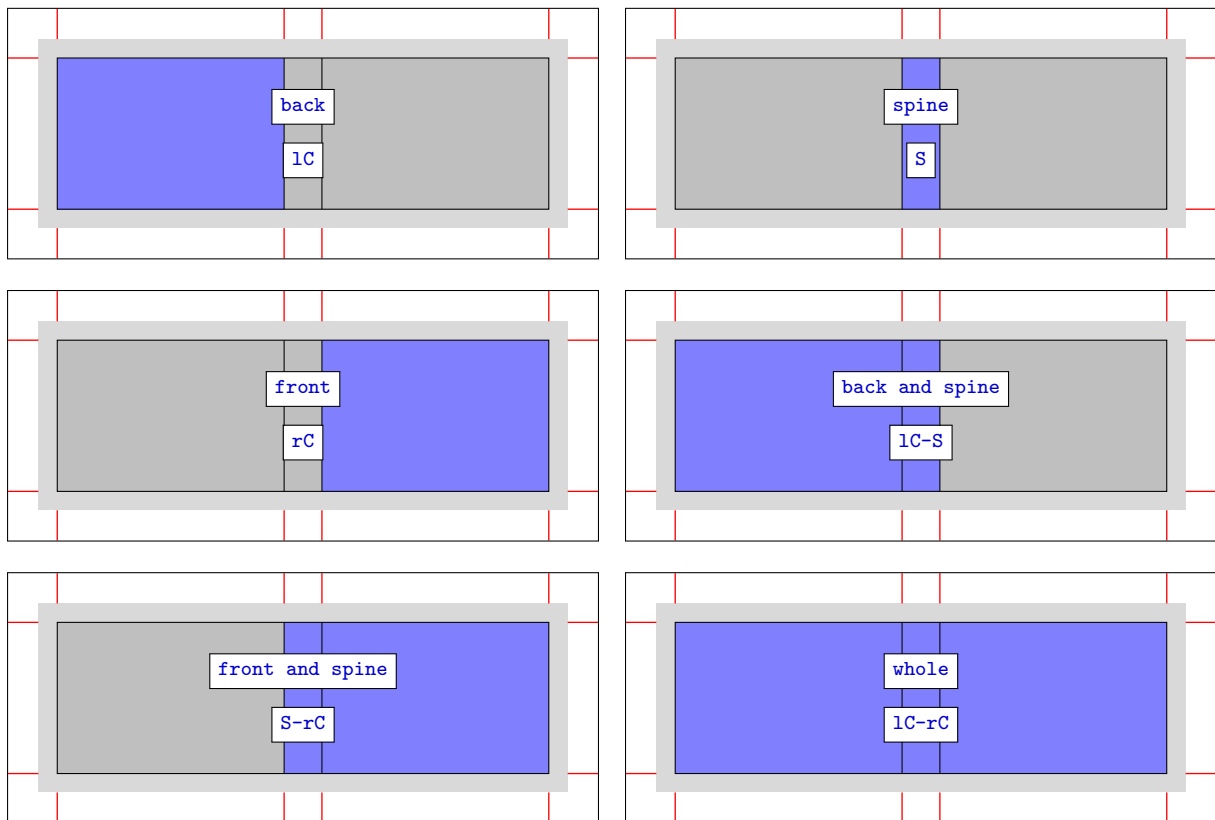 back
lC
spine
S
front
rC
back and spine
lC-S
front and spine
S-rC
whole
lC-rC